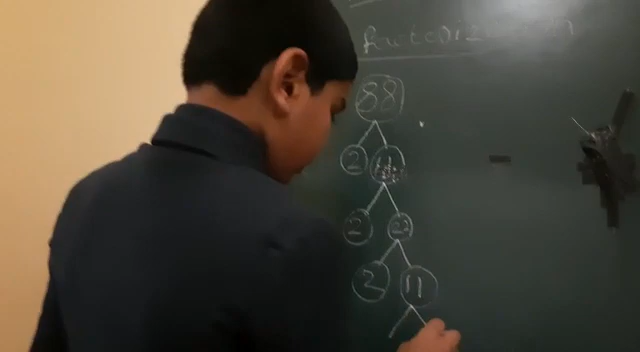 factorization
88
2 44
2 22
2 11